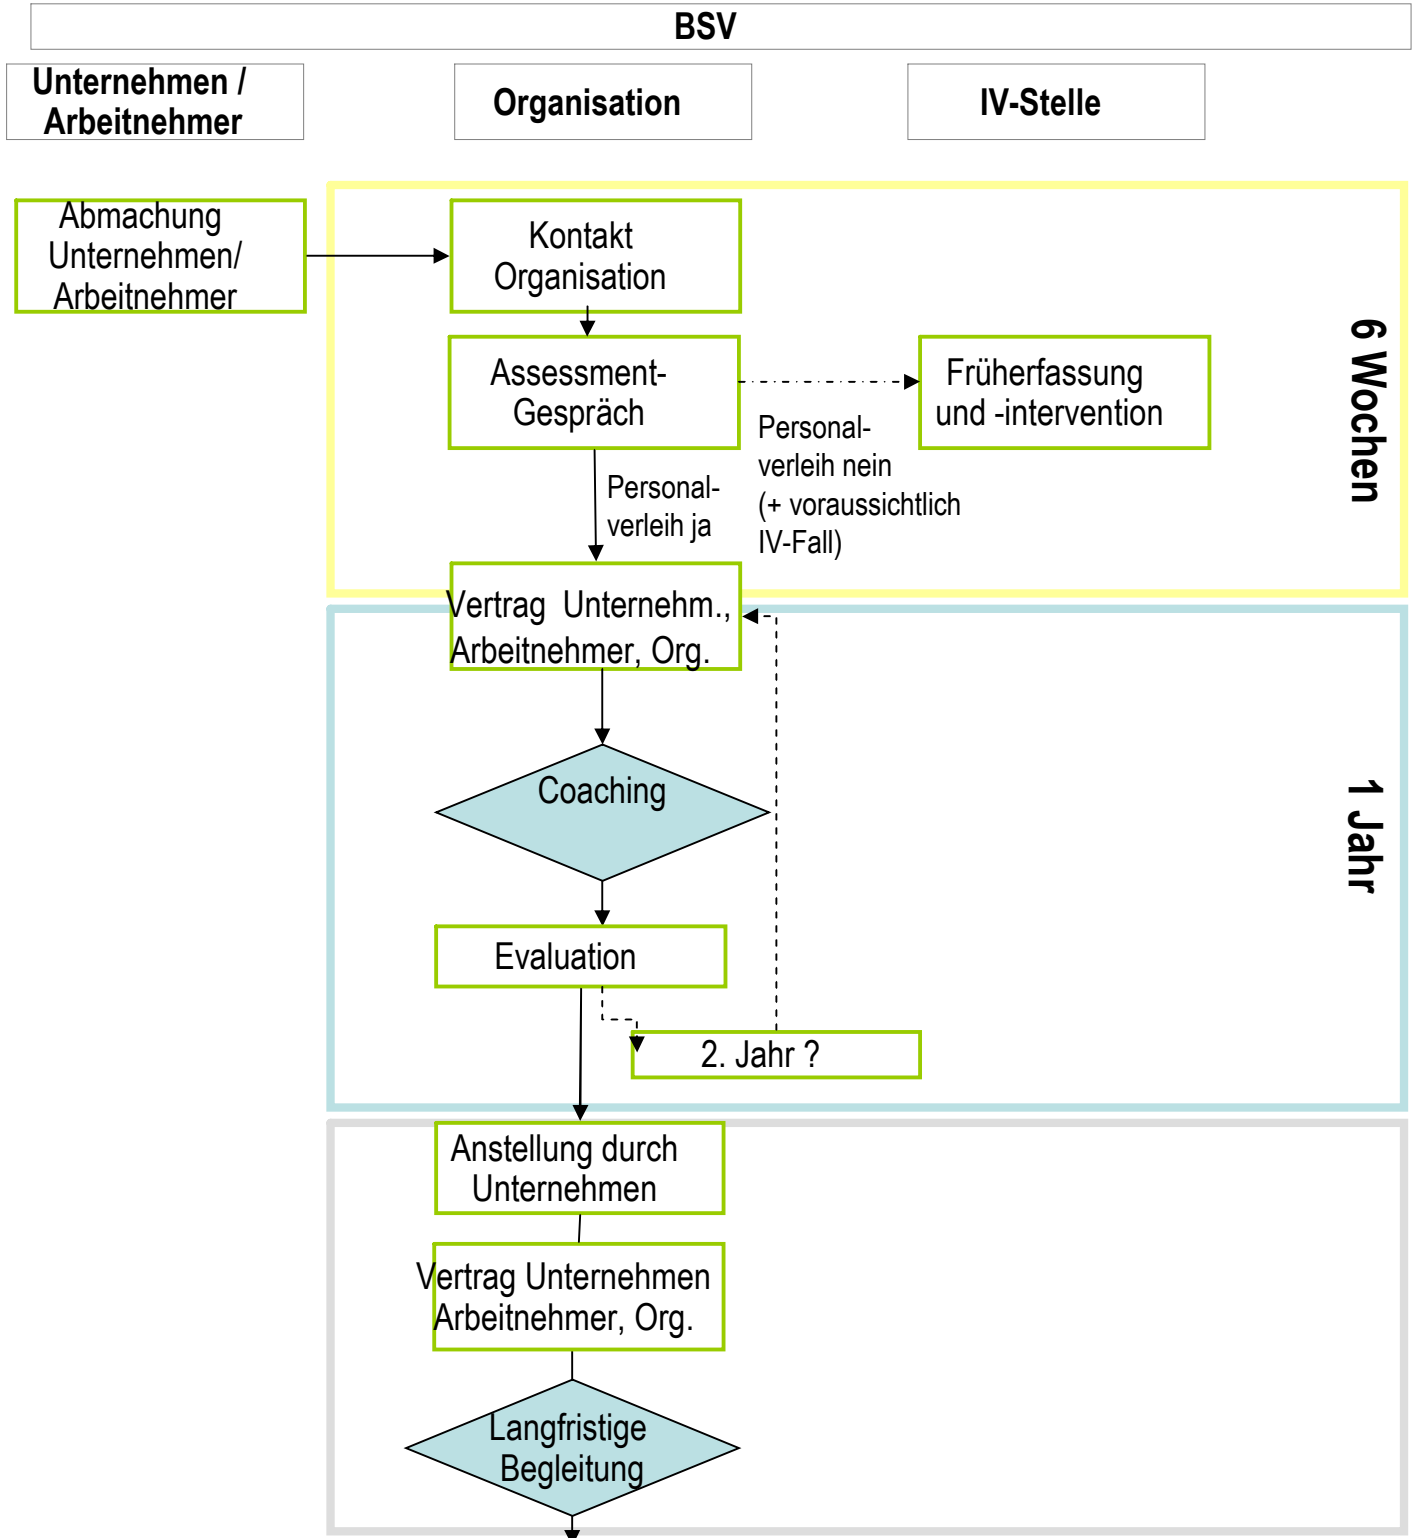 BSV
Unternehmen /
Arbeitnehmer
Organisation
IV-Stelle
Abmachung
Unternehmen/
Arbeitnehmer
Kontakt
Organisation
Assessment-
Gespräch
Früherfassung
und -intervention
Personal-
verleih ja
Personal-
verleih nein
(+ voraussichtlich
IV-Fall)
6 Wochen
Vertrag Unternehm.,
Arbeitnehmer, Org.
Coaching
1 Jahr
Evaluation
2. Jahr ?
Anstellung durch
Unternehmen
Vertrag Unternehmen
Arbeitnehmer, Org.
Langfristige
Begleitung